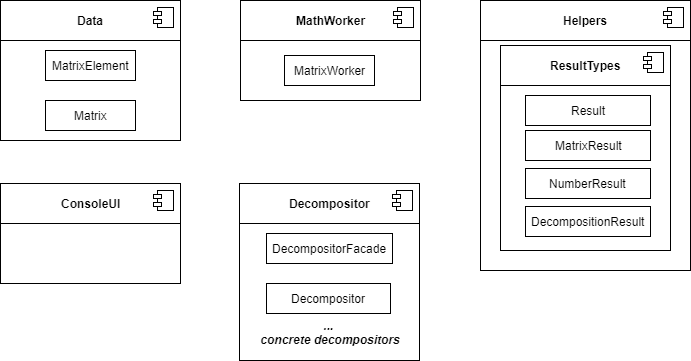 Data
MatrixElement
Matrix
MathWorker
MatrixWorker
Helpers
ResultTypes
Result
MatrixResult
NumberResult
DecompositionResult
ConsoleUI
Decompositor
DecompositorFacade
Decompositor
...
concrete decompositors